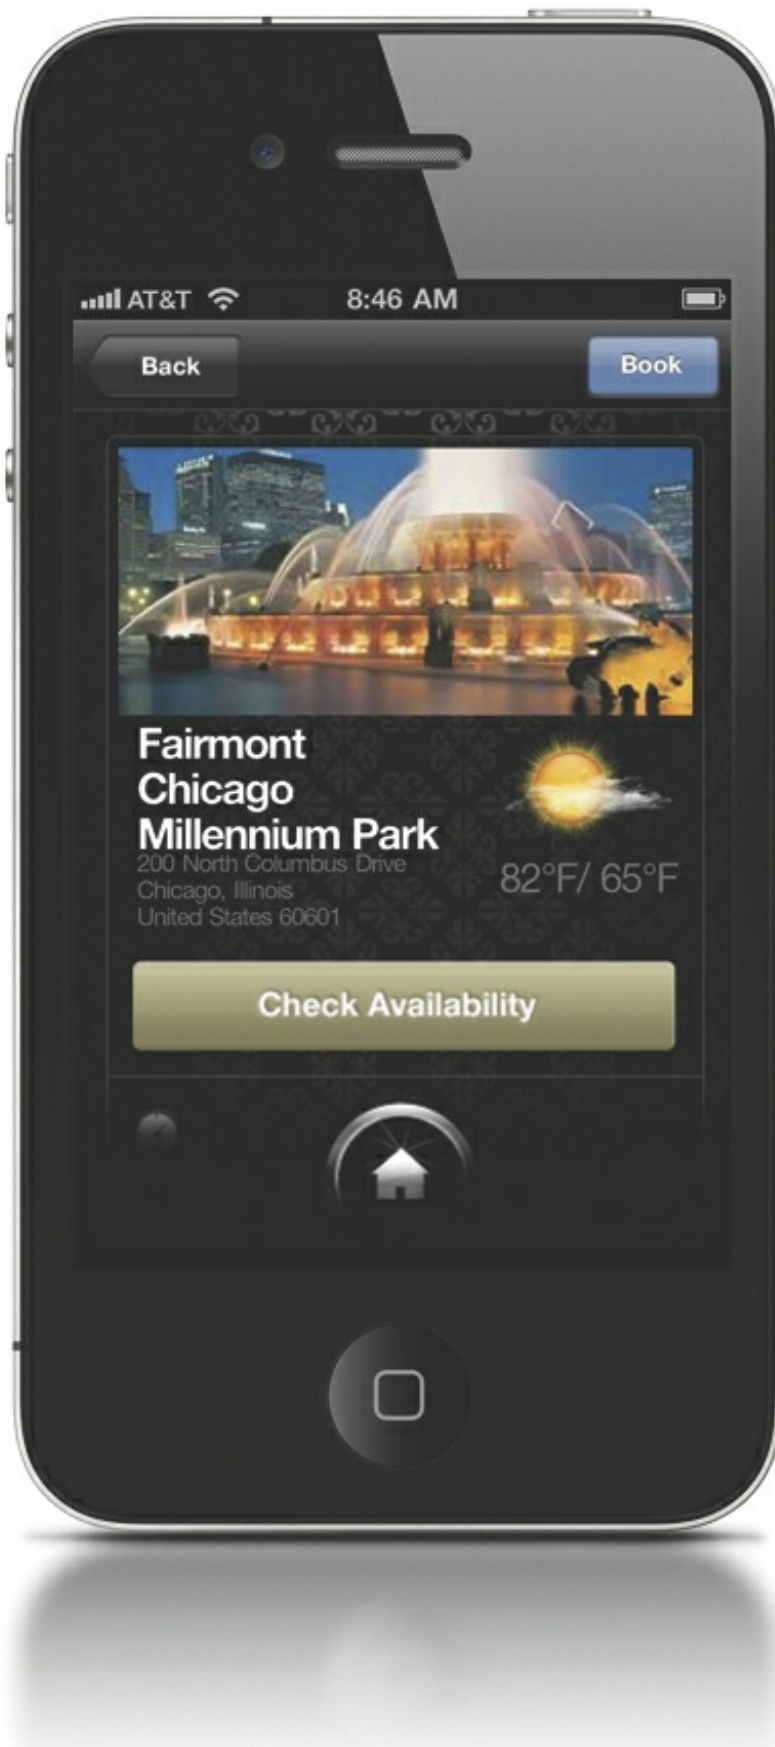 AT&T 8:46 AM
Back Book
Fairmont
Chicago
Millennium Park
200 North Columbus Drive
Chicago, Illinois
United States 60601
82°F/ 65°F
Check Availability